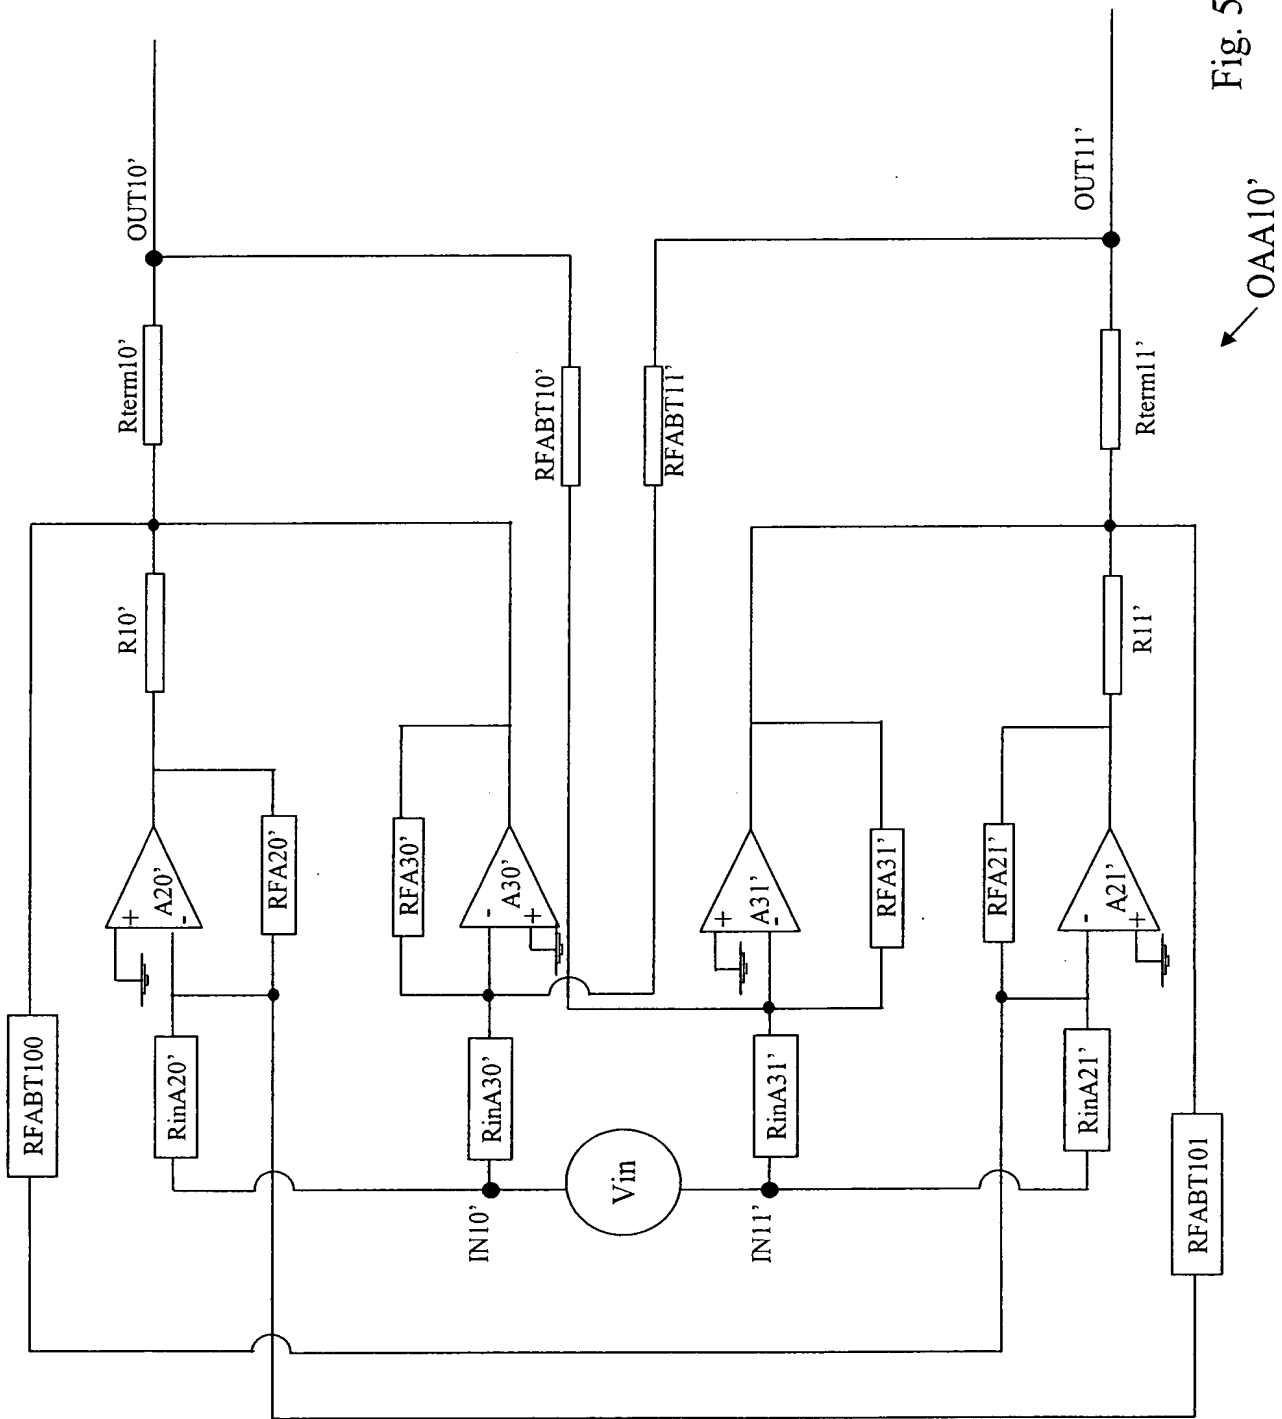 OUT10'
Rterm10'
R10'
RFABT100
A20'
+
-
RFA20'
RinA20'
RFABT10'
RFABT11'
RFA30'
A30'
-
+
RinA30'
IN10'
Vin
IN11'
RinA31'
A31'
+
-
RFA31'
OUT11'
Rterm11'
R11'
RFA21'
A21'
-
+
RinA21'
RFABT101
OAA10'
Fig. 5